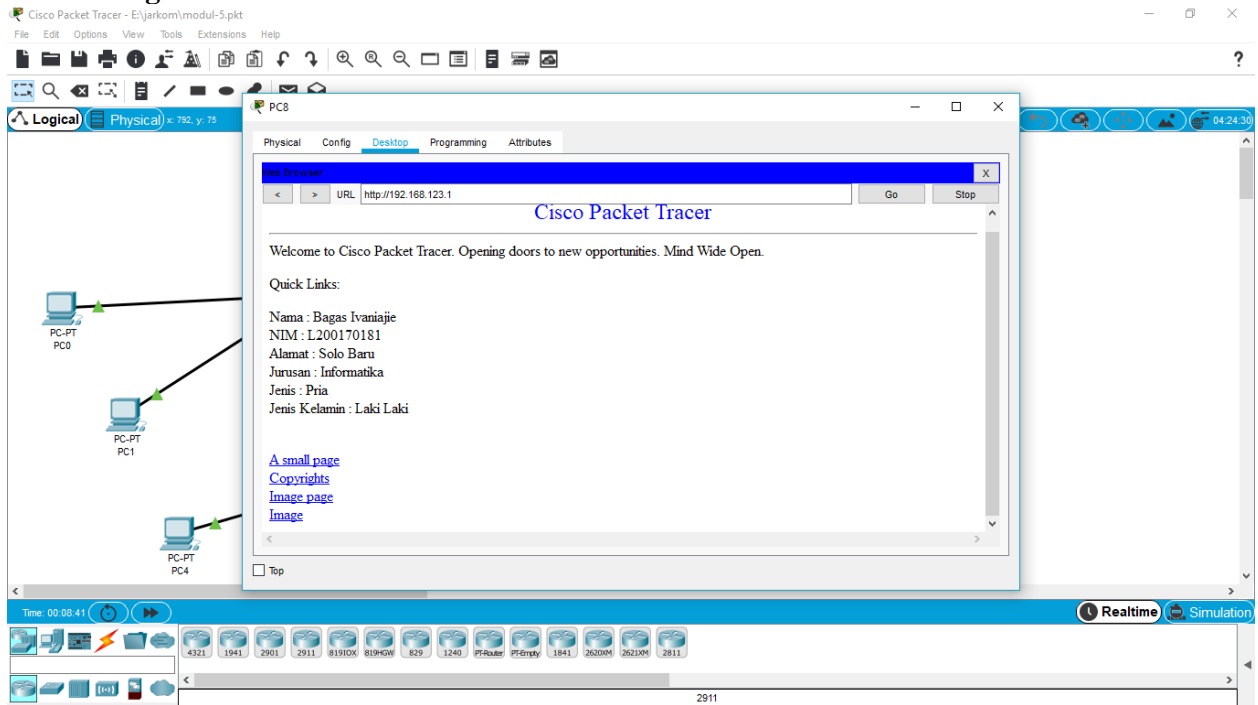 Cisco Packet Tracer - E:\jarkom\modul-5.pkt
File Edit Options View Tools Extensions Help
?
Logical Physical x: 792, y: 75 04:24:30
PC8
Physical Config Desktop Programming Attributes
Web Browser X
< > URL http://192.168.123.1 Go Stop
Cisco Packet Tracer
Welcome to Cisco Packet Tracer. Opening doors to new opportunities. Mind Wide Open.
Quick Links:
Nama : Bagas Ivaniajie
NIM : L200170181
Alamat : Solo Baru
Jurusan : Informatika
Jenis : Pria
Jenis Kelamin : Laki Laki
A small page
Copyrights
Image page
Image
Top
PC-PT
PC0
PC-PT
PC1
PC-PT
PC4
Time: 00:08:41 Realtime Simulation
4321 1941 2901 2911 819IOX 819HGW 829 1240 PT-Router PT-Empty 1841 2620XM 2621XM 2811
2911